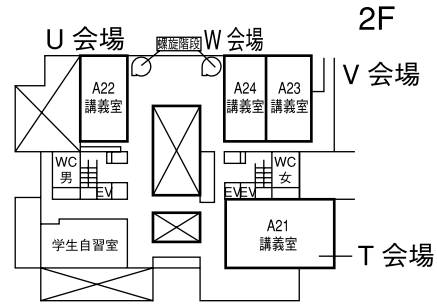 2F
U 会場
螺旋階段
W 会場
V 会場
A22
講義室
A24
講義室
A23
講義室
WC
男
EV
EV
EV
WC
女
学生自習室
A21
講義室
T 会場